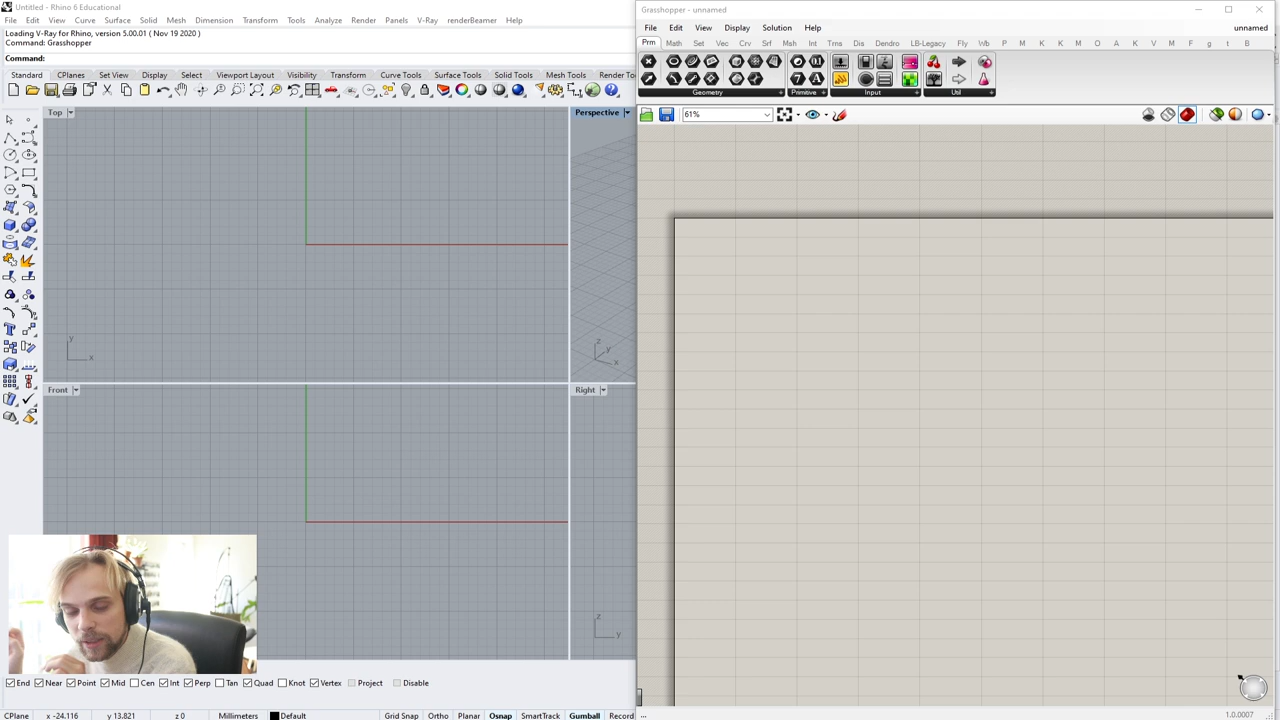 Untitled - Rhino 6 Educational
File Edit View Curve Surface Solid Mesh Dimension Transform Tools Analyze Render Panels V-Ray renderBeamer Help
Loading V-Ray for Rhino, version 5.00.01 ( Nov 19 2020 )
Command: Grasshopper
Command:
Standard CPlanes Set View Display Select Viewport Layout Visibility Transform Curve Tools Surface Tools Solid Tools Mesh Tools Render To
Top
Perspective
y
x
z
y
x
Front
Right
z
y
End Near Point Mid Cen Int Perp Tan Quad Knot Vertex Project Disable
CPlane x -24.116 y 13.821 z 0 Millimeters Default Grid Snap Ortho Planar Osnap SmartTrack Gumball Record
Grasshopper - unnamed
File Edit View Display Solution Help unnamed
Prm Math Set Vec Crv Srf Msh Int Trns Dis Dendro LB-Legacy Fly Wb P M K K M O A K V M F g t B
Geometry Primitive Input Util
61%
... 1.0.0007